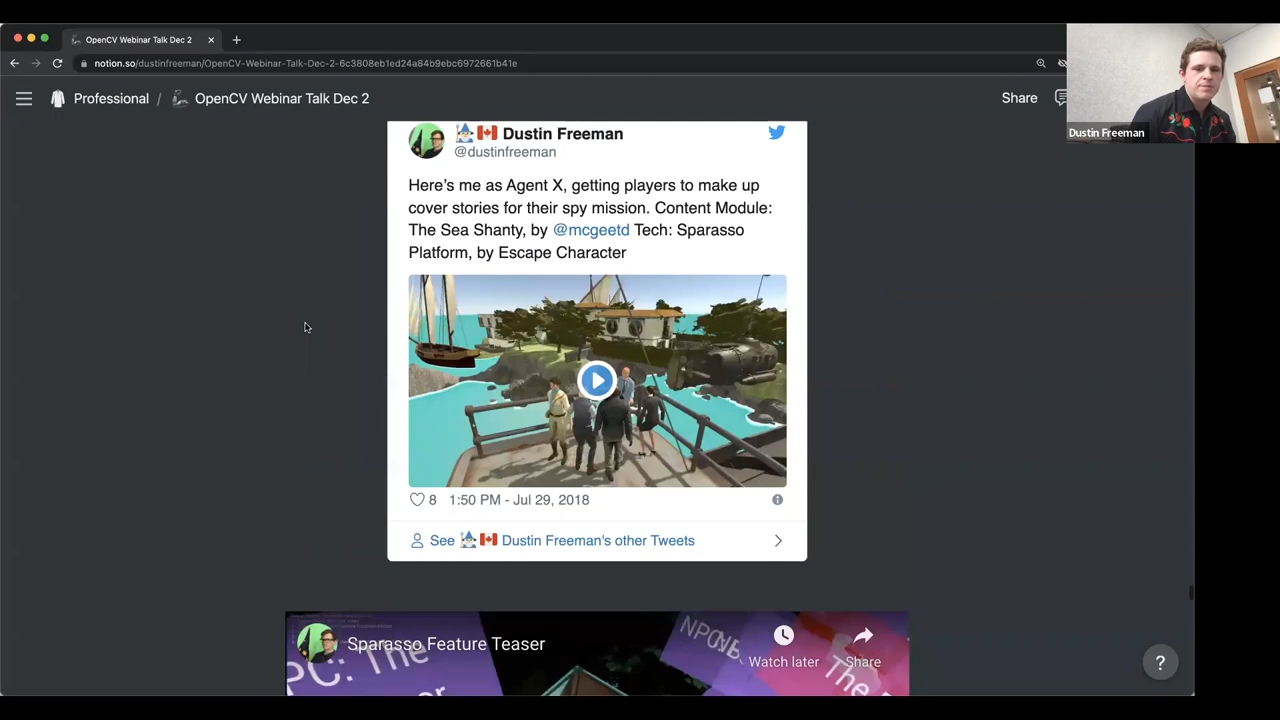 OpenCV Webinar Talk Dec 2
notion.so/dustinfreeman/OpenCV-Webinar-Talk-Dec-2-6c3808eb1ed24a84b9ebc6972661b41e
Professional / OpenCV Webinar Talk Dec 2
Share
Dustin Freeman
Dustin Freeman
@dustinfreeman
Here's me as Agent X, getting players to make up
cover stories for their spy mission. Content Module:
The Sea Shanty, by @mcgeetd Tech: Sparasso
Platform, by Escape Character
8 1:50 PM - Jul 29, 2018
See Dustin Freeman's other Tweets
Sparasso Feature Teaser
Watch later
Share
PC: The
?